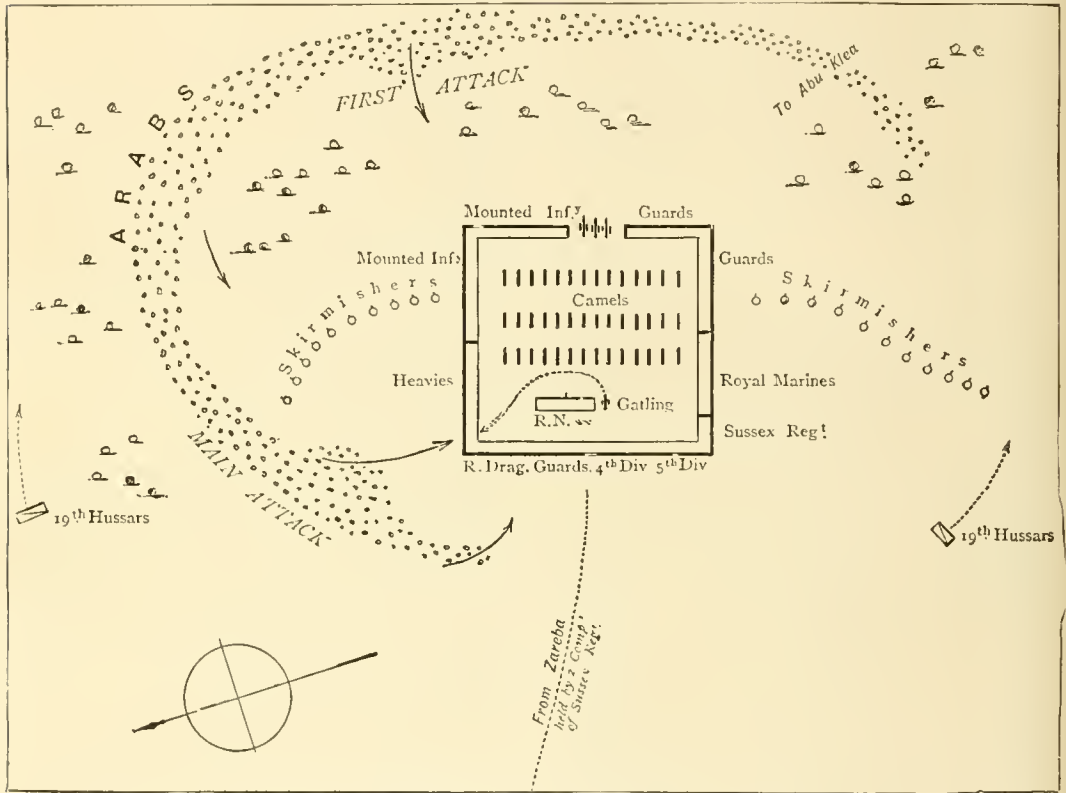 ARABS
FIRST ATTACK
To Abu Klea
Mounted Inf.y
Guards
Mounted Infy
Guards
Skirmishers
Camels
Skirmishers
Heavies
Royal Marines
Gatling
R.N.
Sussex Regt.
R. Drag. Guards. 4th Div 5th Div
MAIN ATTACK
19th Hussars
19th Hussars
From Zareba
held by 2 Compys
of Sussex Regt.